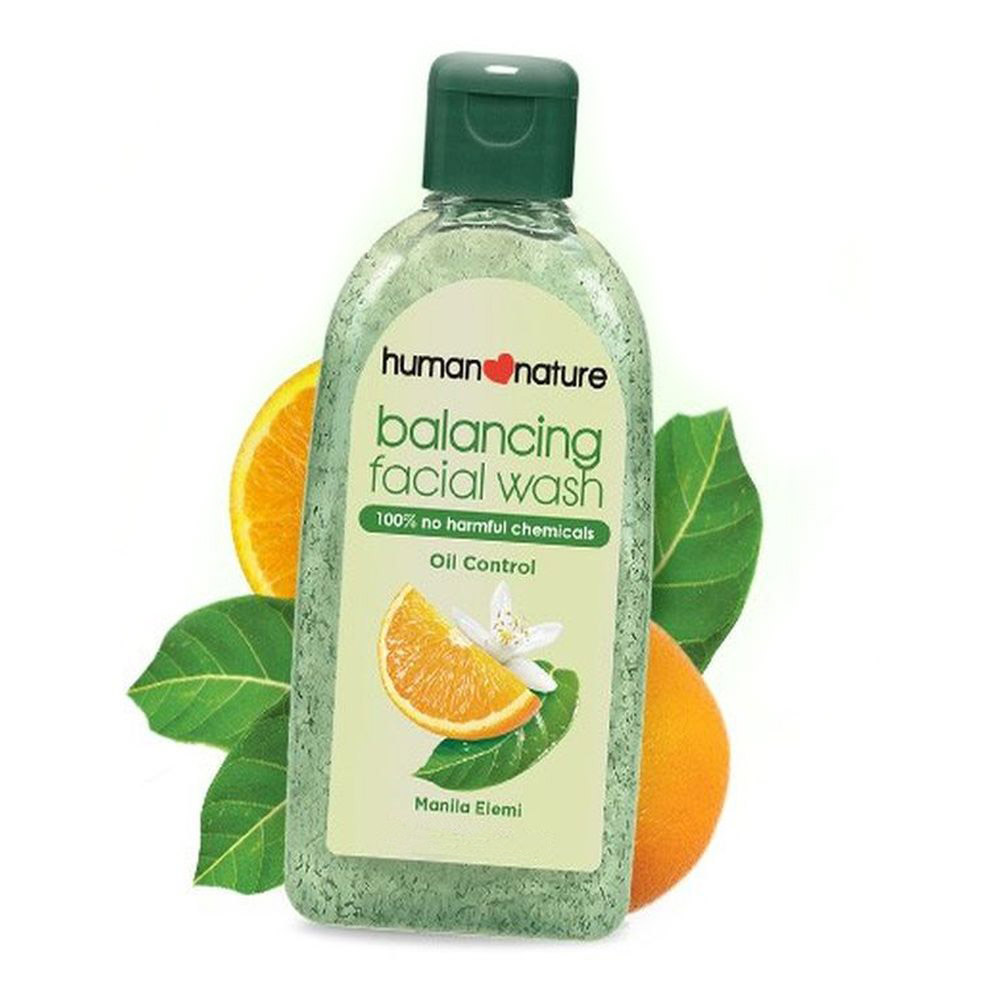 human nature
balancing
facial wash
100% no harmful chemicals
Oil Control
Manila Elemi